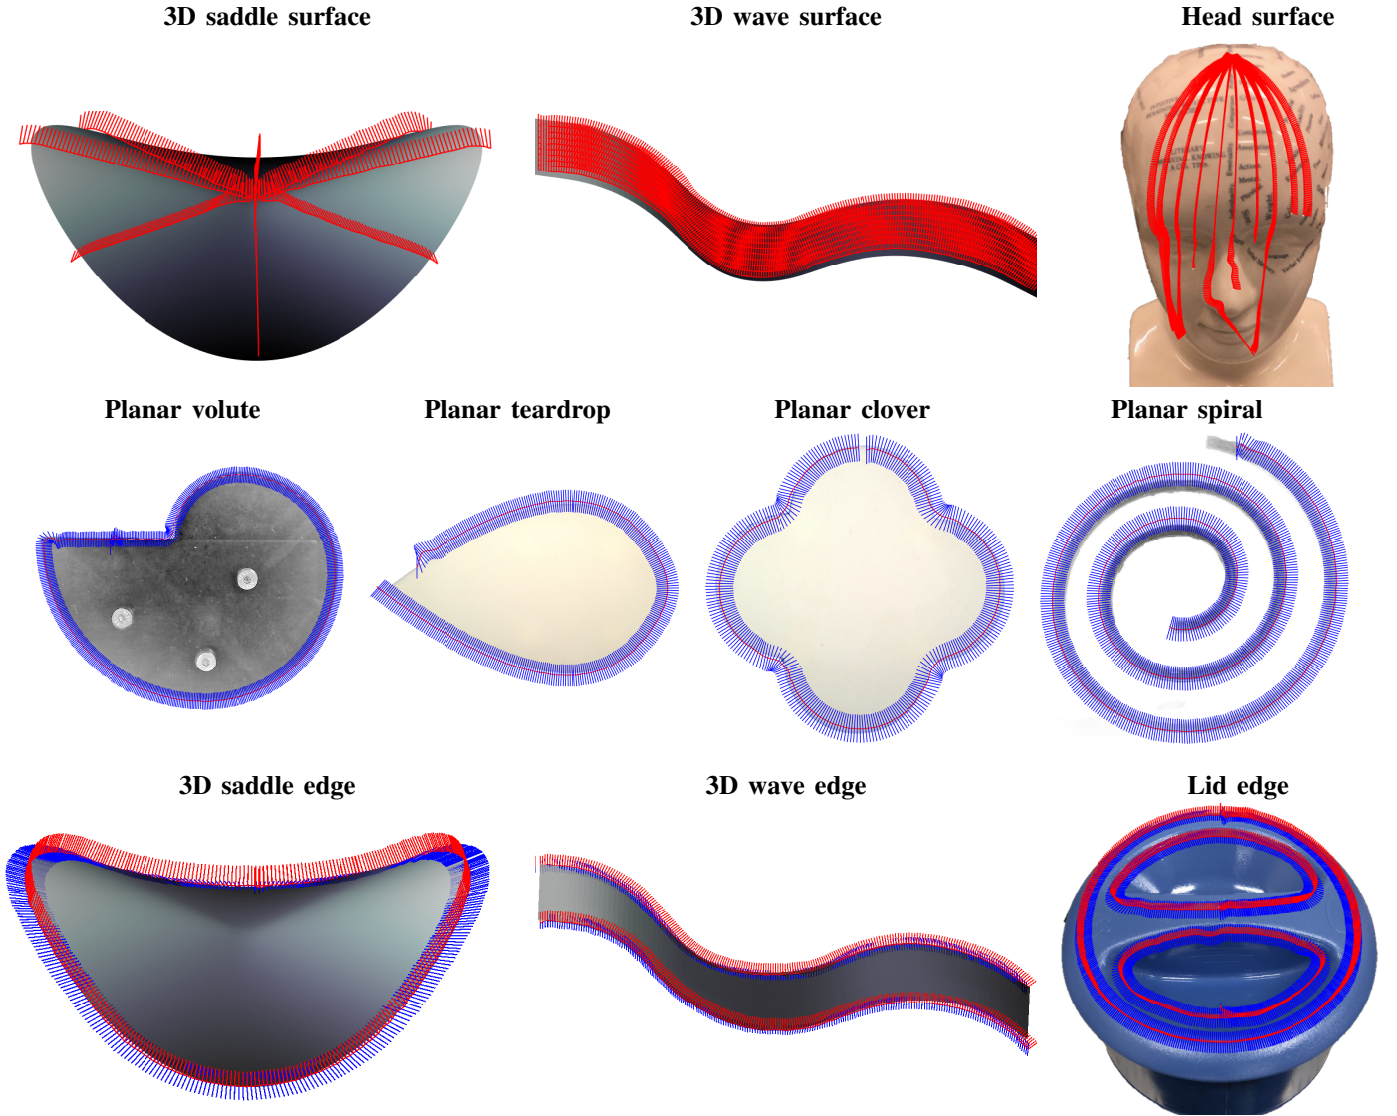 3D saddle surface
3D wave surface
Head surface
Planar volute
Planar teardrop
Planar clover
Planar spiral
3D saddle edge
3D wave edge
Lid edge